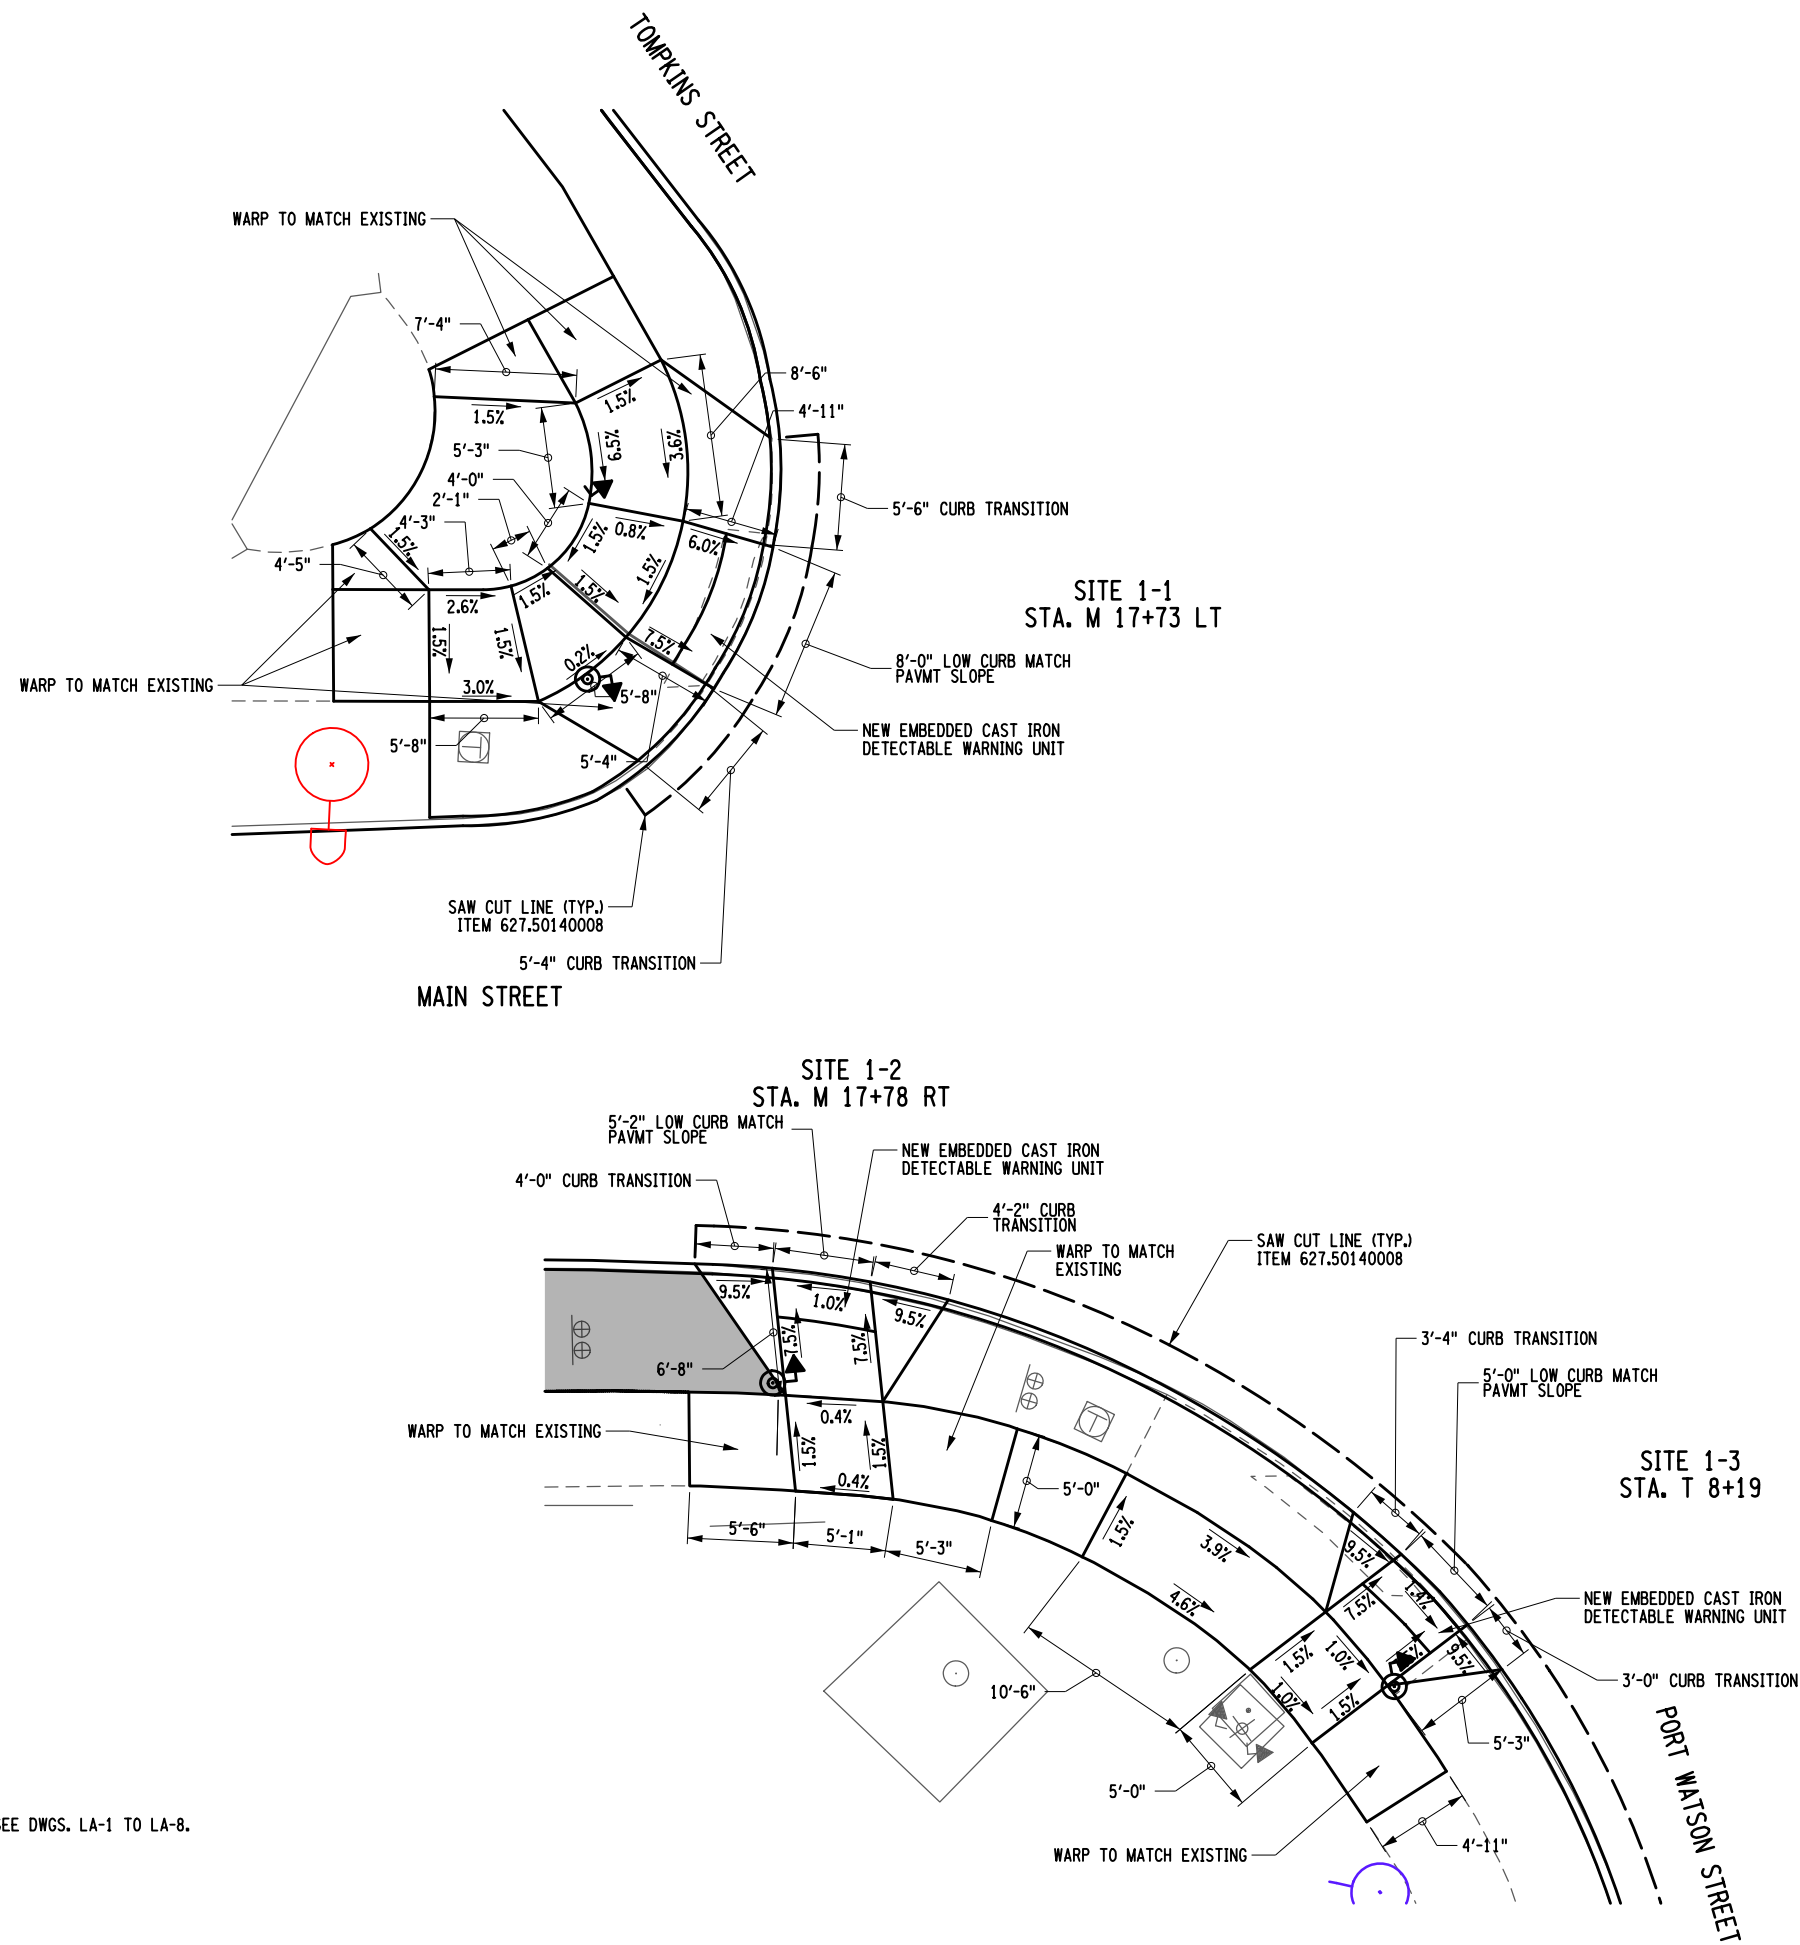 TOMPKINS STREET
WARP TO MATCH EXISTING
7'-4"
8'-6"
4'-11"
1.5%
1.5%
6.5%
3.6%
5'-3"
4'-0"
2'-1"
4'-3"
1.5%
4'-5"
5'-6" CURB TRANSITION
0.8%
6.0%
1.5%
1.5%
1.5%
1.5%
2.6%
1.5%
1.5%
7.5%
0.2%
3.0%
SITE 1-1
STA. M 17+73 LT
8'-0" LOW CURB MATCH
PAVMT SLOPE
WARP TO MATCH EXISTING
5'-8"
5'-8"
5'-4"
NEW EMBEDDED CAST IRON
DETECTABLE WARNING UNIT
T
SAW CUT LINE (TYP.)
ITEM 627.50140008
5'-4" CURB TRANSITION
MAIN STREET
SITE 1-2
STA. M 17+78 RT
5'-2" LOW CURB MATCH
PAVMT SLOPE
NEW EMBEDDED CAST IRON
DETECTABLE WARNING UNIT
4'-0" CURB TRANSITION
4'-2" CURB
TRANSITION
WARP TO MATCH
EXISTING
SAW CUT LINE (TYP.)
ITEM 627.50140008
9.5%
1.0%
9.5%
7.5%
7.5%
6'-8"
0.4%
1.5%
1.5%
0.4%
WARP TO MATCH EXISTING
T
5'-0"
5'-6"
5'-1"
5'-3"
3'-4" CURB TRANSITION
5'-0" LOW CURB MATCH
PAVMT SLOPE
SITE 1-3
STA. T 8+19
1.5%
3.9%
4.6%
9.5%
7.5%
1.4%
9.5%
1.5%
1.0%
1.0%
1.5%
NEW EMBEDDED CAST IRON
DETECTABLE WARNING UNIT
3'-0" CURB TRANSITION
10'-6"
5'-3"
5'-0"
4'-11"
WARP TO MATCH EXISTING
PORT WATSON STREET
SEE DWGS. LA-1 TO LA-8.